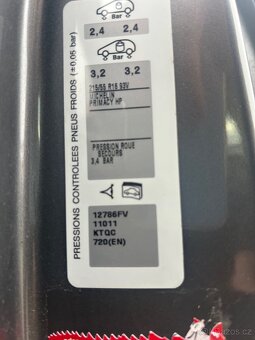 Bar
2,4 2,4
Bar
3,2 3,2
215/55 R16 93V
MICHELIN
PRIMACY HP
PRESSION ROUE
SECOURS
3,4 BAR
12786FV
11011
KTQC
720(EN)
PRESSIONS CONTROLEES PNEUS FROIDS (±0,05 bar)